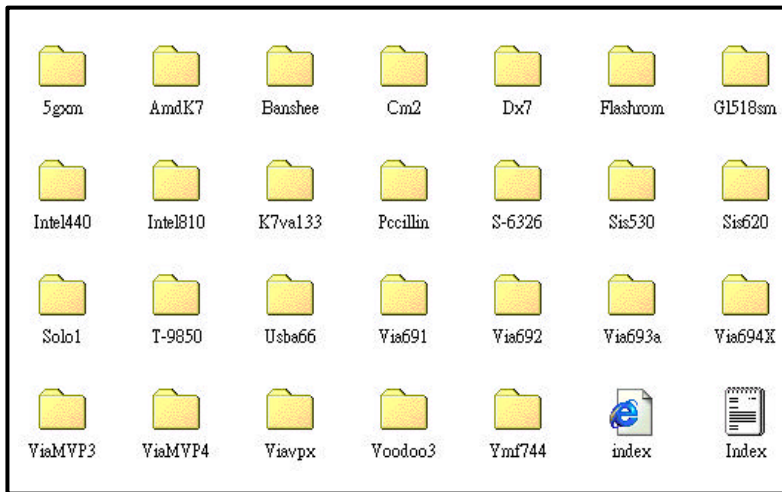 5gxm AmdK7 Banshee Cm2 Dx7 Flashrom Gl518sm
Intel440 Intel810 K7va133 Pccillin S-6326 Sis530 Sis620
Solo1 T-9850 Usba66 Via691 Via692 Via693a Via694X
ViaMVP3 ViaMVP4 Viavpx Voodoo3 Ymf744 index Index